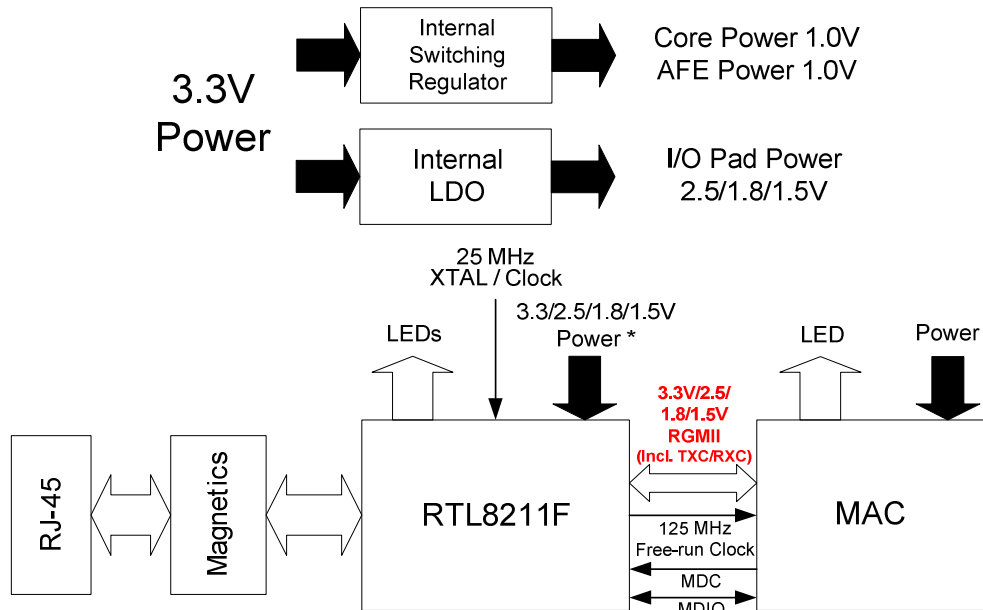 Internal
Switching
Regulator
Core Power 1.0V
AFE Power 1.0V
3.3V
Power
Internal
LDO
I/O Pad Power
2.5/1.8/1.5V
25 MHz
XTAL / Clock
3.3/2.5/1.8/1.5V
Power *
LEDs
LED
Power
3.3V/2.5/
1.8/1.5V
RGMII
(Incl. TXC/RXC)
RJ-45
Magnetics
RTL8211F
MAC
125 MHz
Free-run Clock
MDC
MDIO